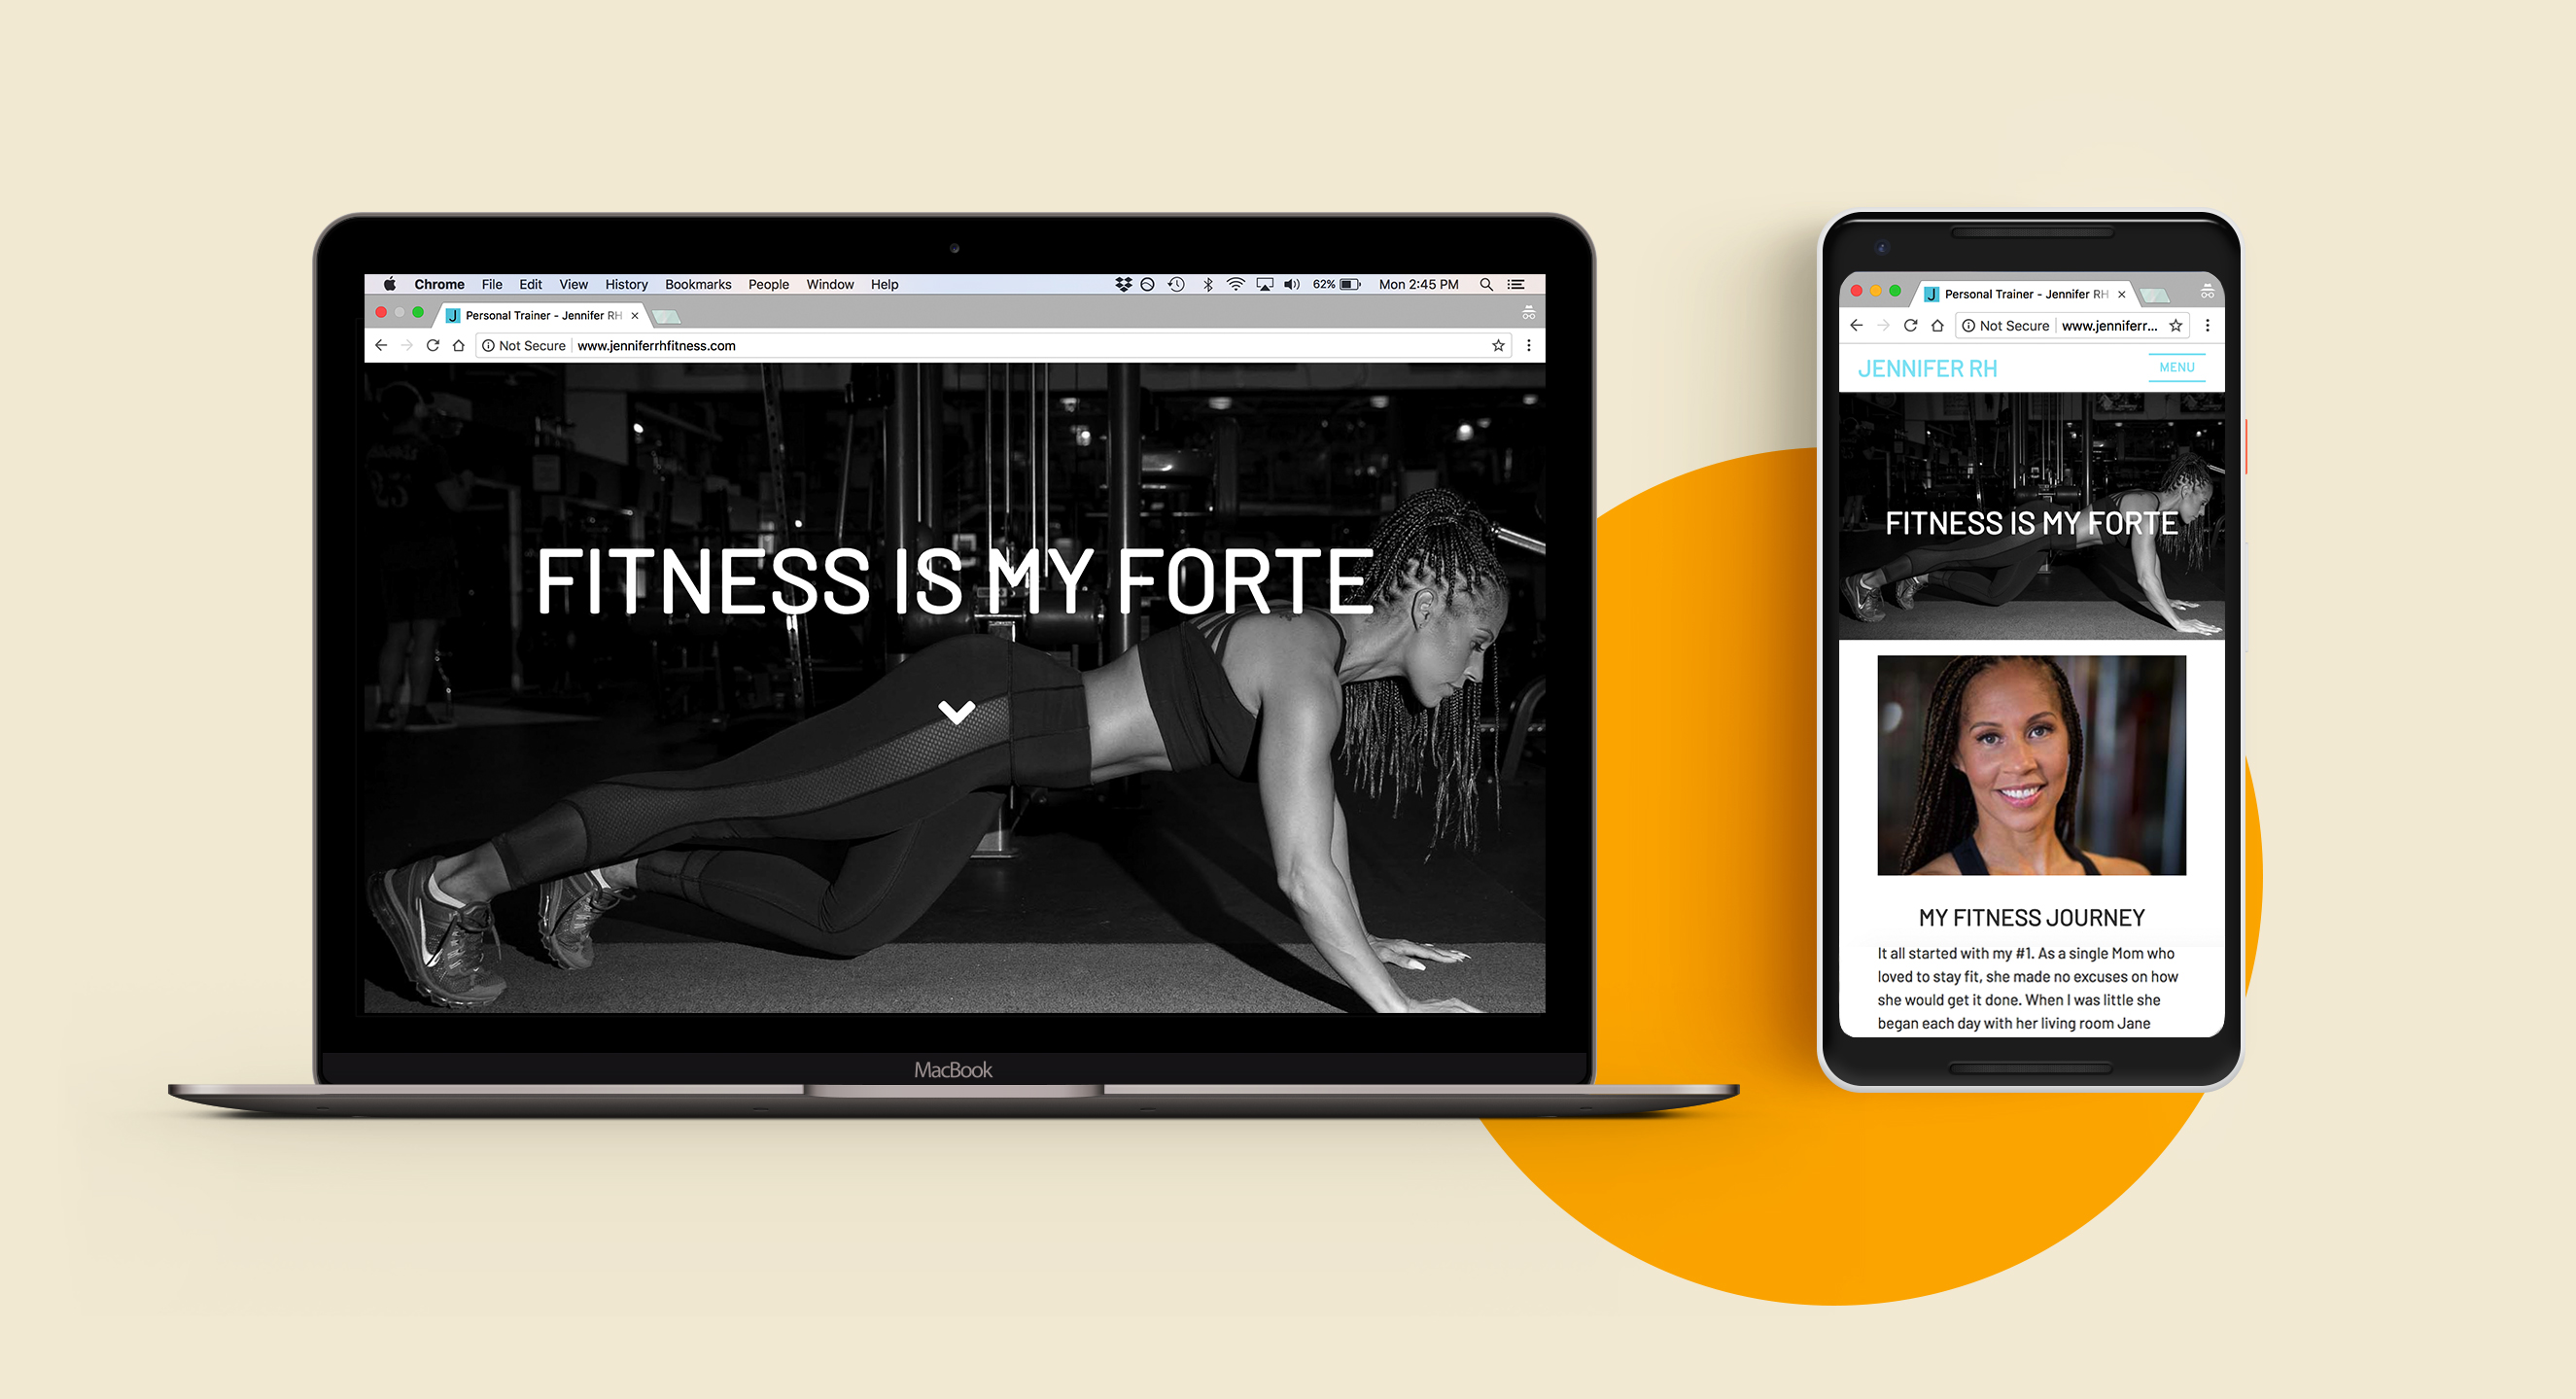 Chrome File Edit View History Bookmarks People Window Help 62% Mon 2:45 PM
J Personal Trainer - Jennifer RH
Not Secure www.jenniferrhfitness.com
FITNESS IS MY FORTE
MacBook
J Personal Trainer - Jennifer RH
Not Secure www.jenniferr...
JENNIFER RH MENU
FITNESS IS MY FORTE
MY FITNESS JOURNEY
It all started with my #1. As a single Mom who
loved to stay fit, she made no excuses on how
she would get it done. When I was little she
began each day with her living room Jane